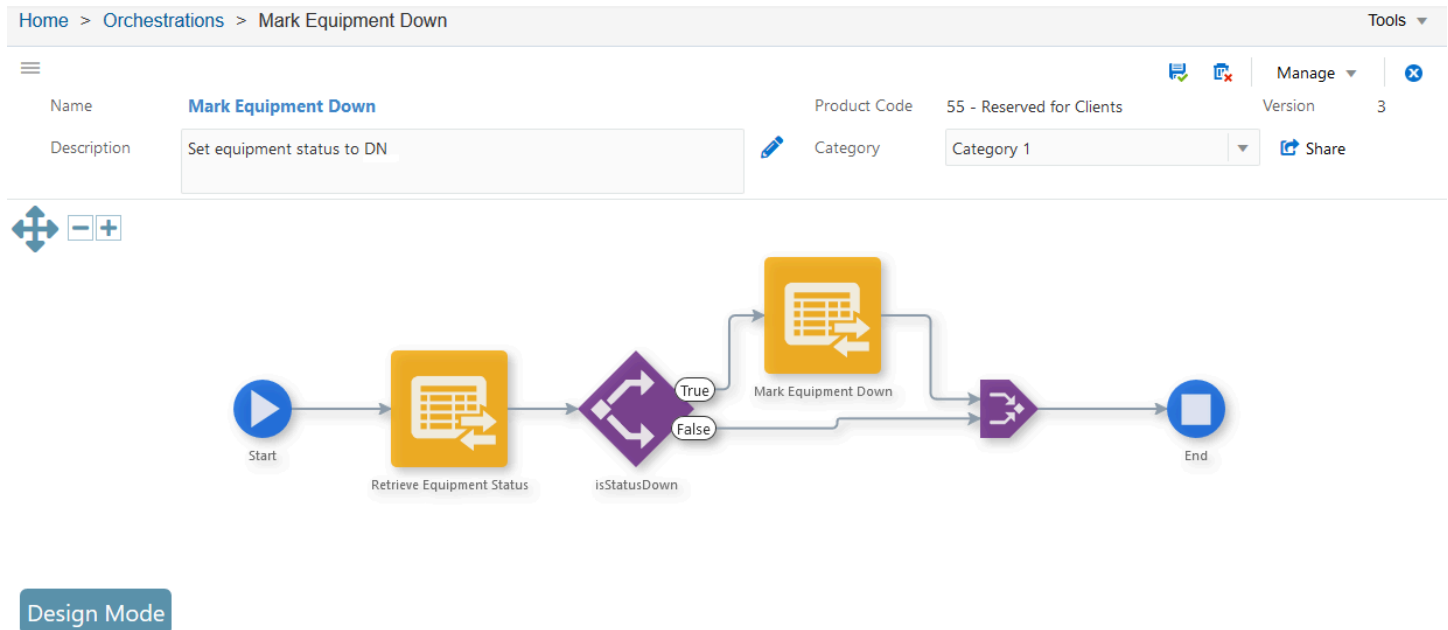 Home > Orchestrations > Mark Equipment Down
Tools
Manage
Name
Mark Equipment Down
Product Code
55 - Reserved for Clients
Version
3
Description
Set equipment status to DN
Category
Category 1
Share
True
Mark Equipment Down
False
Start
Retrieve Equipment Status
isStatusDown
End
Design Mode